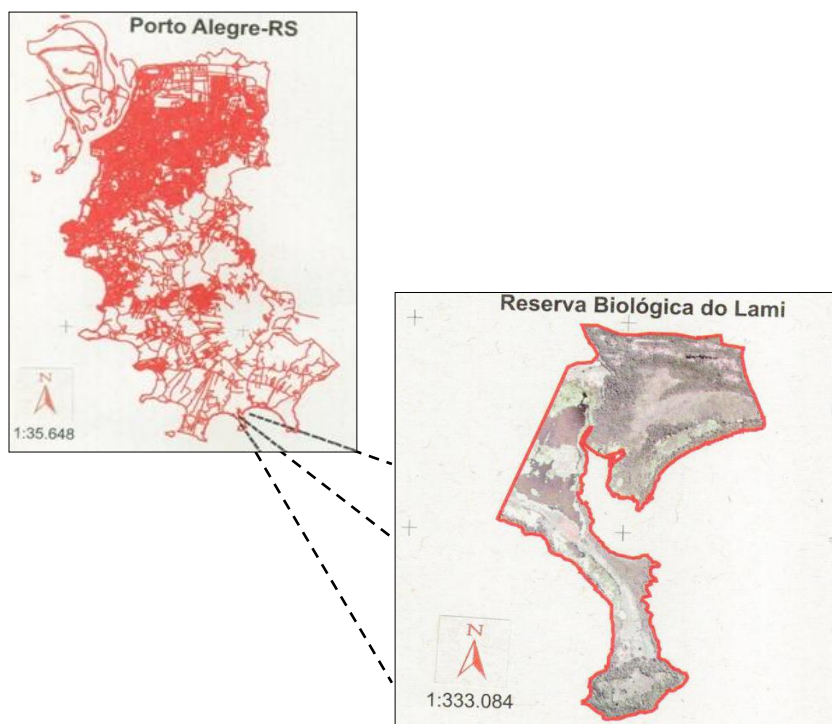 Porto Alegre-RS
N
1:35.648
Reserva Biológica do Lami
N
1:333.084